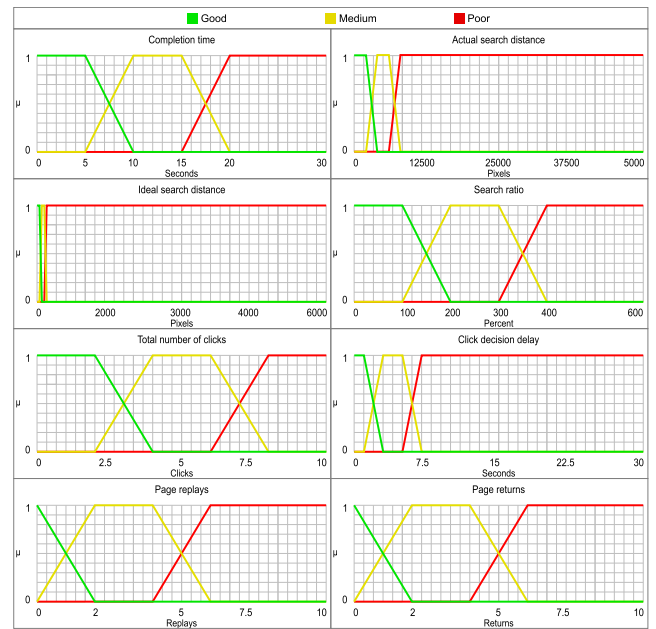 Good Medium Poor
Completion time
1
μ
0
0 5 10 15 20 30
Seconds
Actual search distance
1
μ
0
0 12500 25000 37500 5000
Pixels
Ideal search distance
1
μ
0
0 2000 3000 4000 6000
Pixels
Search ratio
1
μ
0
0 100 200 300 400 600
Percent
Total number of clicks
1
μ
0
0 2.5 5 7.5 10
Clicks
Click decision delay
1
μ
0
0 7.5 15 22.5 30
Seconds
Page replays
1
μ
0
0 2 5 7.5 10
Replays
Page returns
1
μ
0
0 2 5 7.5 10
Returns